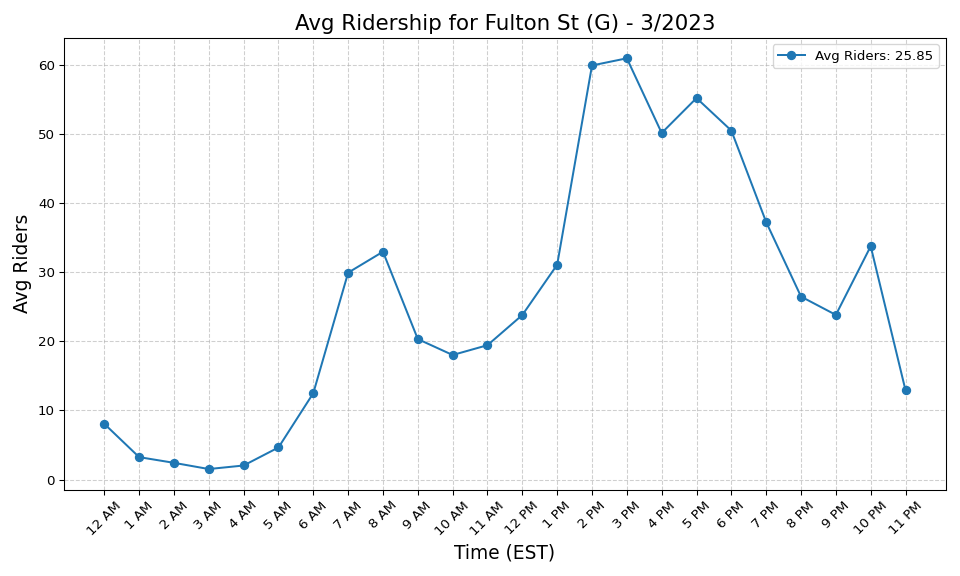 Avg Ridership for Fulton St (G) - 3/2023
Avg Riders: 25.85
Avg Riders
60
50
40
30
20
10
0
12 AM
1 AM
2 AM
3 AM
4 AM
5 AM
6 AM
7 AM
8 AM
9 AM
10 AM
11 AM
12 PM
1 PM
2 PM
3 PM
4 PM
5 PM
6 PM
7 PM
8 PM
9 PM
10 PM
11 PM
Time (EST)